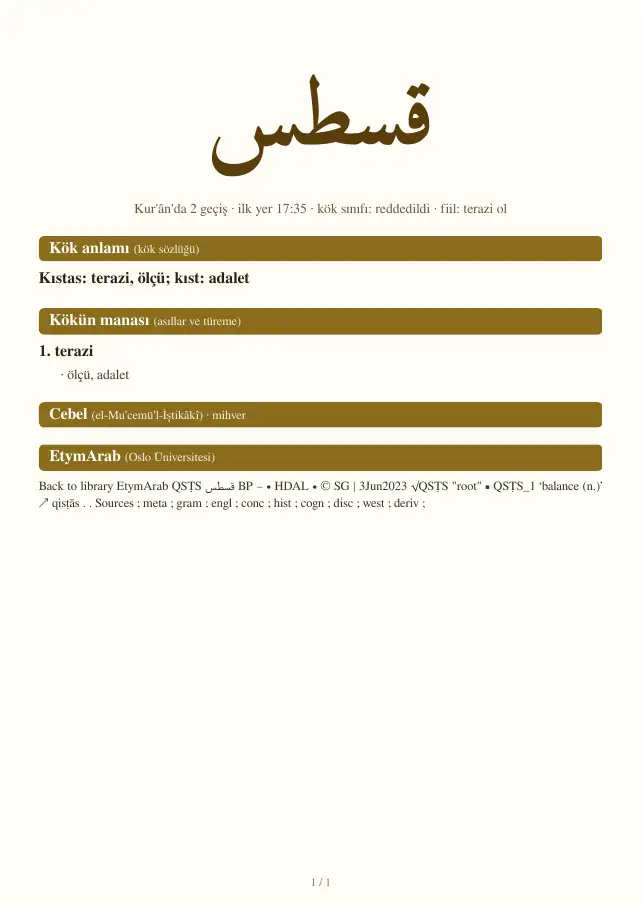 قسطس
Kur'ân'da 2 geçiş · ilk yer 17:35 · kök sınıfı: reddedildi · fiil: terazi ol
Kök anlamı (kök sözlüğü)
Kıstas: terazi, ölçü; kıst: adalet
Kökün manası (asıllar ve türeme)
1. terazi
· ölçü, adalet
Cebel (el-Mu'cemü'l-İştikâkî) · mihver
EtymArab (Oslo Üniversitesi)
Back to library EtymArab QSṬS قسطس BP – • HDAL • © SG | 3Jun2023 √QSṬS "root" ▪ QSṬS_1 ‘balance (n.)’
↗ qisṭās . . Sources ; meta ; gram ; engl ; conc ; hist ; cogn ; disc ; west ; deriv ;
1 / 1